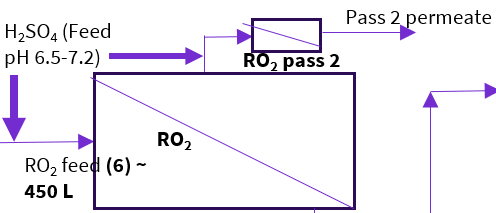 H₂SO₄ (Feed
pH 6.5-7.2)
Pass 2 permeate
RO₂ pass 2
RO₂
RO₂ feed (6) ~
450 L